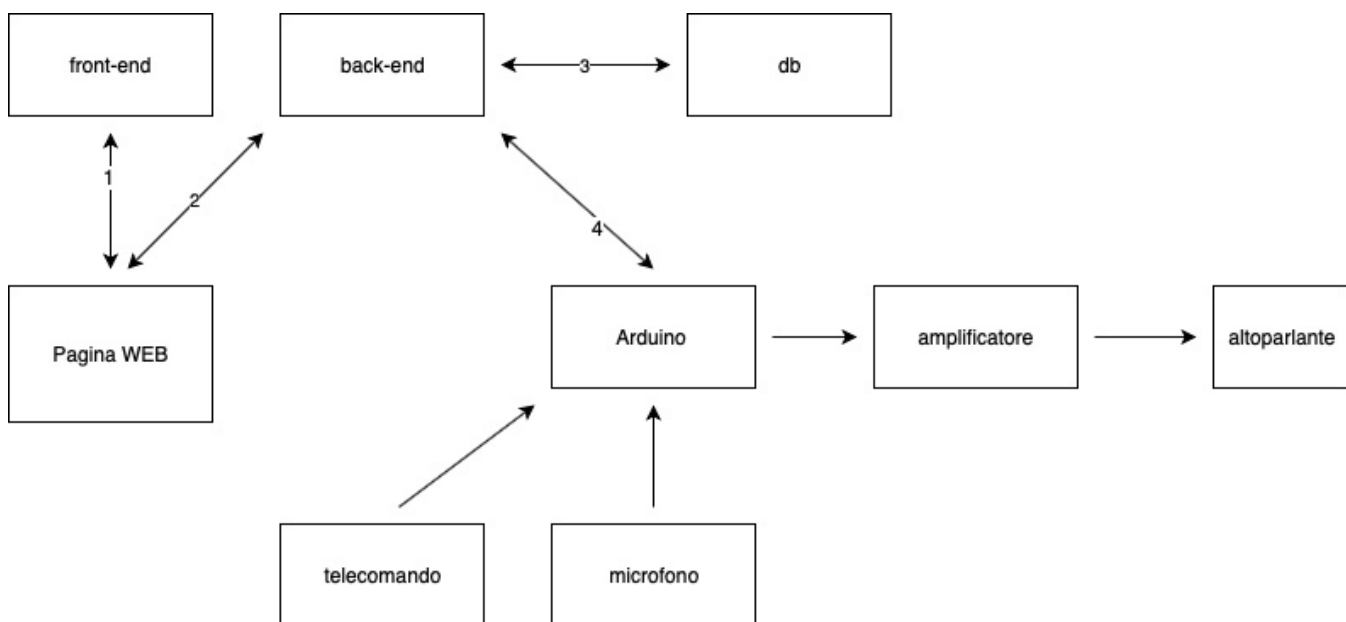 front-end
back-end
3
db
1
2
4
Pagina WEB
Arduino
amplificatore
altoparlante
telecomando
microfono